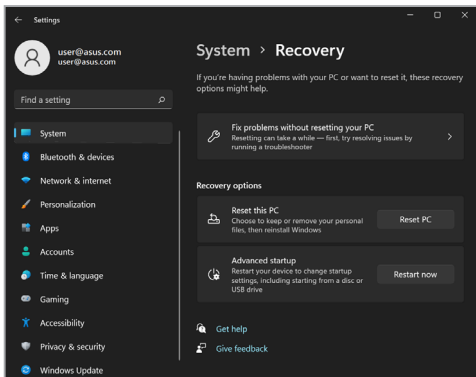 Settings
user@asus.com
user@asus.com
Find a setting
System
Bluetooth & devices
Network & internet
Personalization
Apps
Accounts
Time & language
Gaming
Accessibility
Privacy & security
Windows Update
System > Recovery
If you're having problems with your PC or want to reset it, these recovery
options might help.
Fix problems without resetting your PC
Resetting can take a while — first, try resolving issues by
running a troubleshooter
Recovery options
Reset this PC
Choose to keep or remove your personal
files, then reinstall Windows
Reset PC
Advanced startup
Restart your device to change startup
settings, including starting from a disc or
USB drive
Restart now
Get help
Give feedback